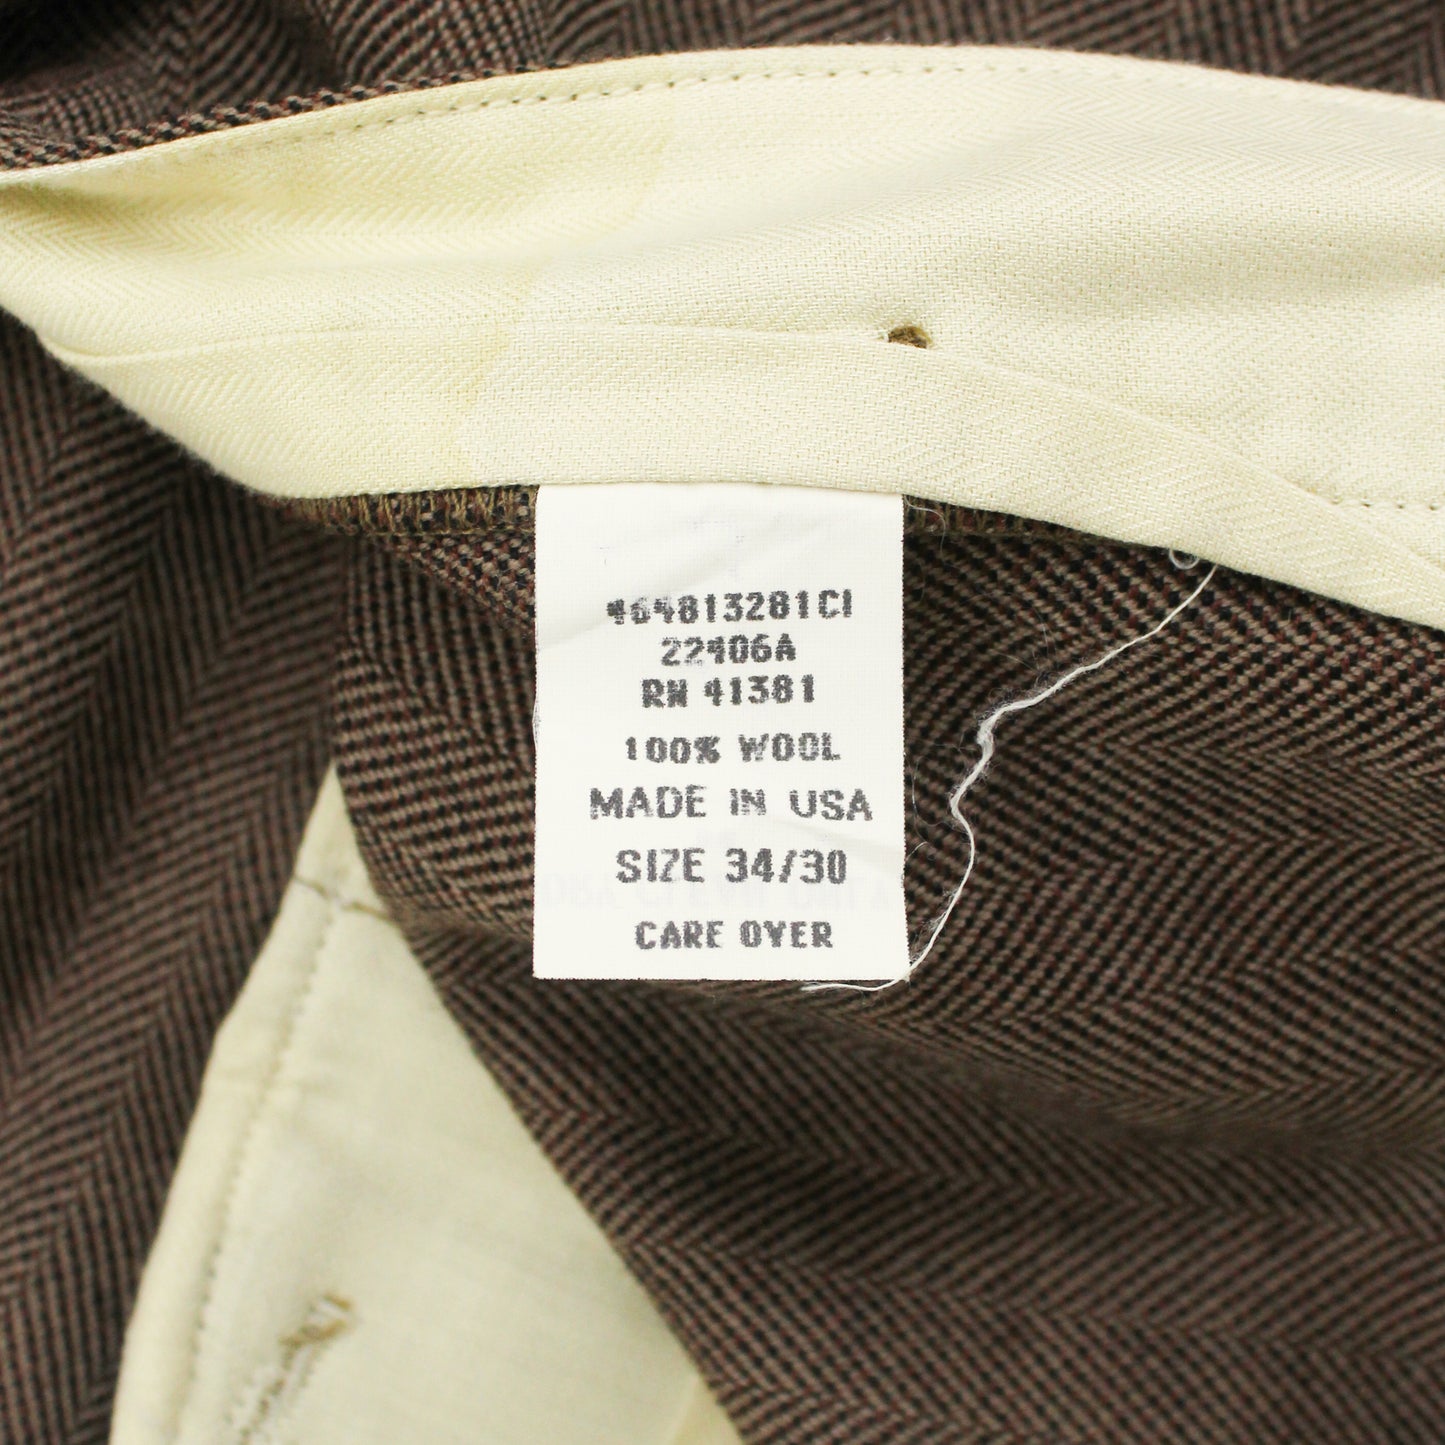 464813281CI
22406A
RN 41381
100% WOOL
MADE IN USA
SIZE 34/30
CARE OVER